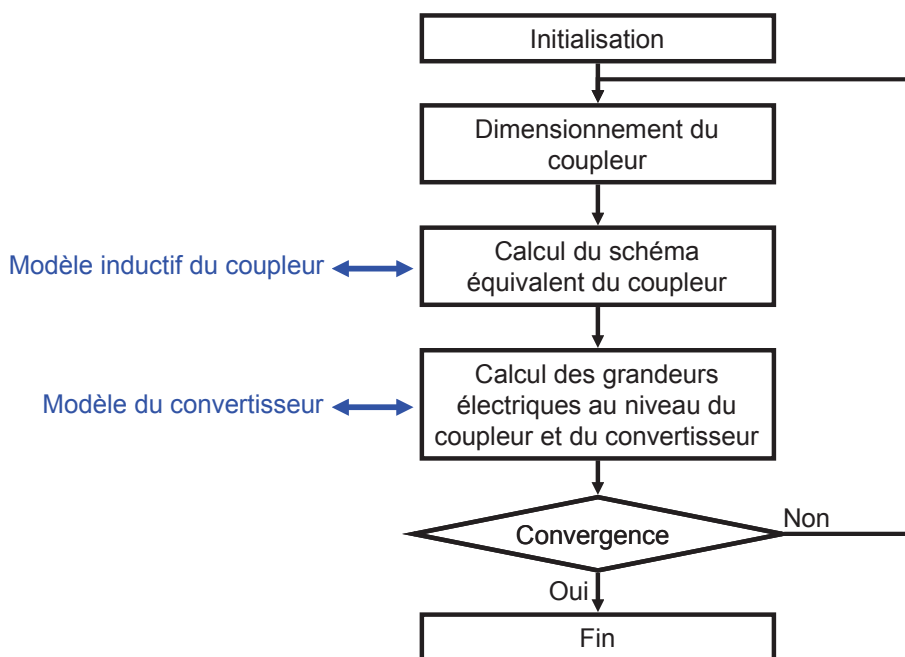 Initialisation
Dimensionnement du
coupleur
Modèle inductif du coupleur
Calcul du schéma
équivalent du coupleur
Modèle du convertisseur
Calcul des grandeurs
électriques au niveau du
coupleur et du convertisseur
Convergence
Non
Oui
Fin